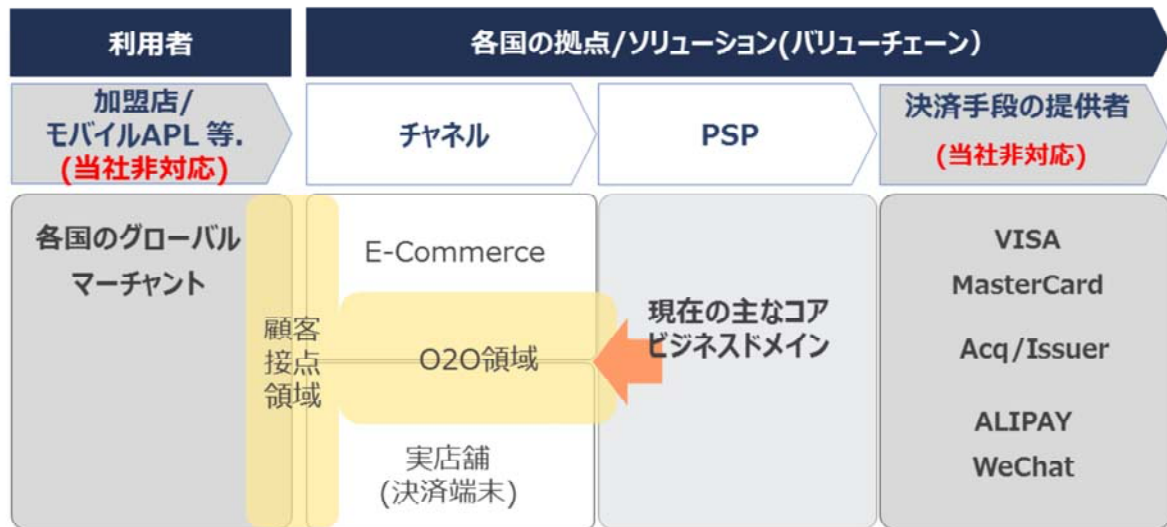 利用者
各国の拠点/ソリューション(バリューチェーン）
加盟店/
モバイルAPL 等.
(当社非対応)
チャネル
PSP
決済手段の提供者
(当社非対応)
各国のグローバル
マーチャント
顧客
接点
領域
E-Commerce
O2O領域
実店舗
(決済端末)
現在の主なコア
ビジネスドメイン
VISA
MasterCard
Acq/Issuer
ALIPAY
WeChat